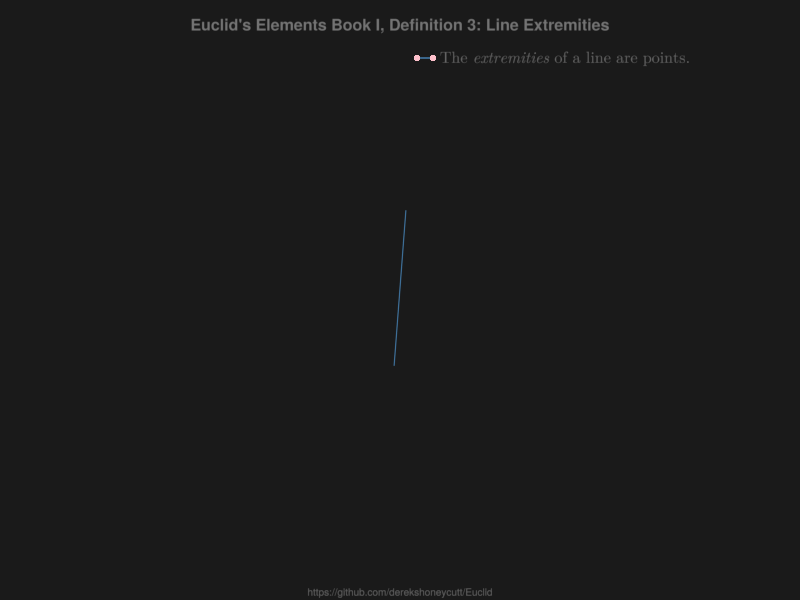 Euclid's Elements Book I, Definition 3: Line Extremities
The extremities of a line are points.
https://github.com/derekshoneycutt/Euclid